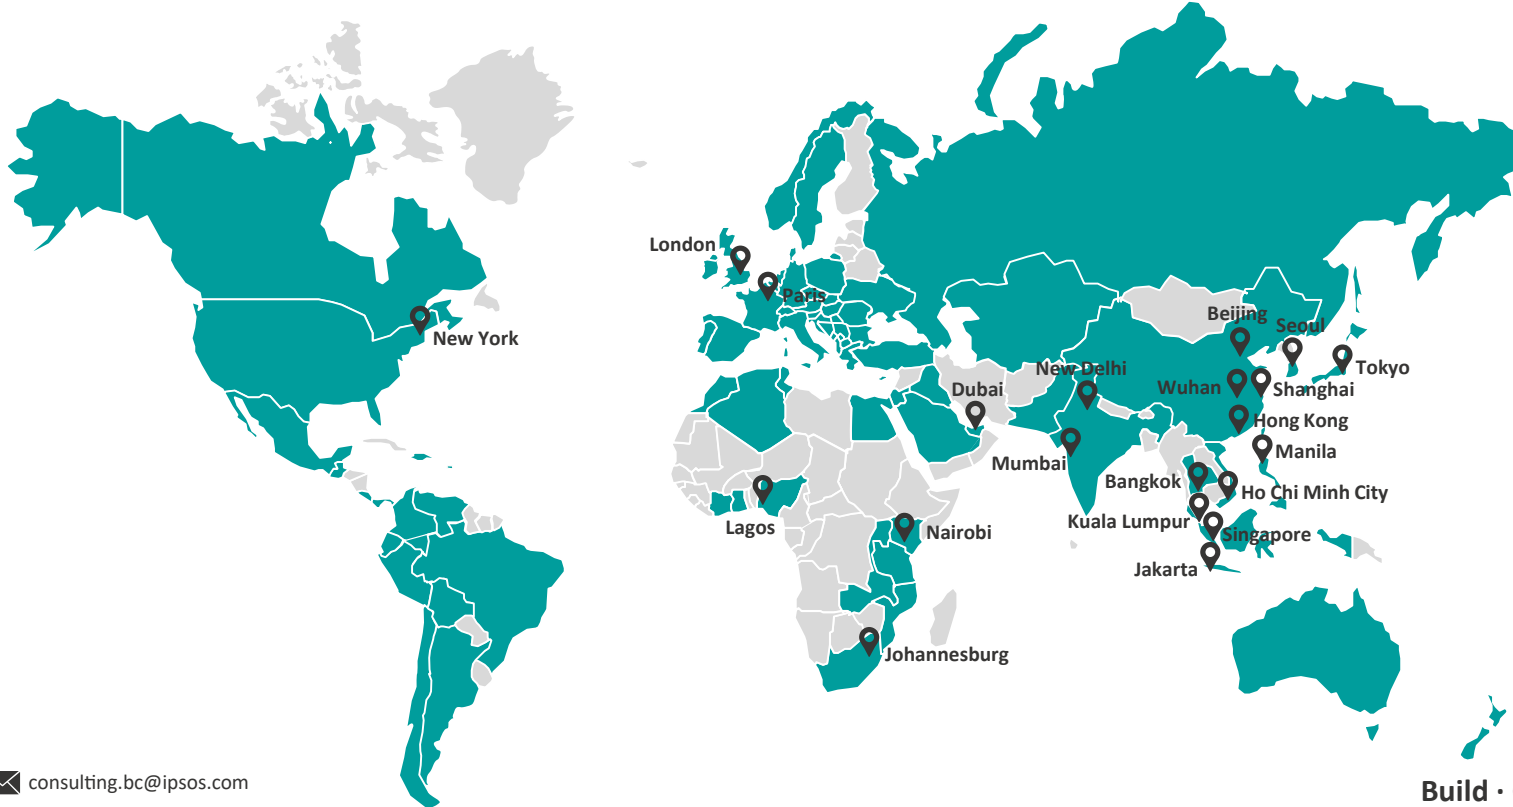 London
Paris
New York
Beijing
Seoul
Tokyo
New Delhi
Dubai
Wuhan
Shanghai
Hong Kong
Mumbai
Manila
Bangkok
Ho Chi Minh City
Lagos
Nairobi
Kuala Lumpur
Singapore
Jakarta
Johannesburg
consulting.bc@ipsos.com
Build ·